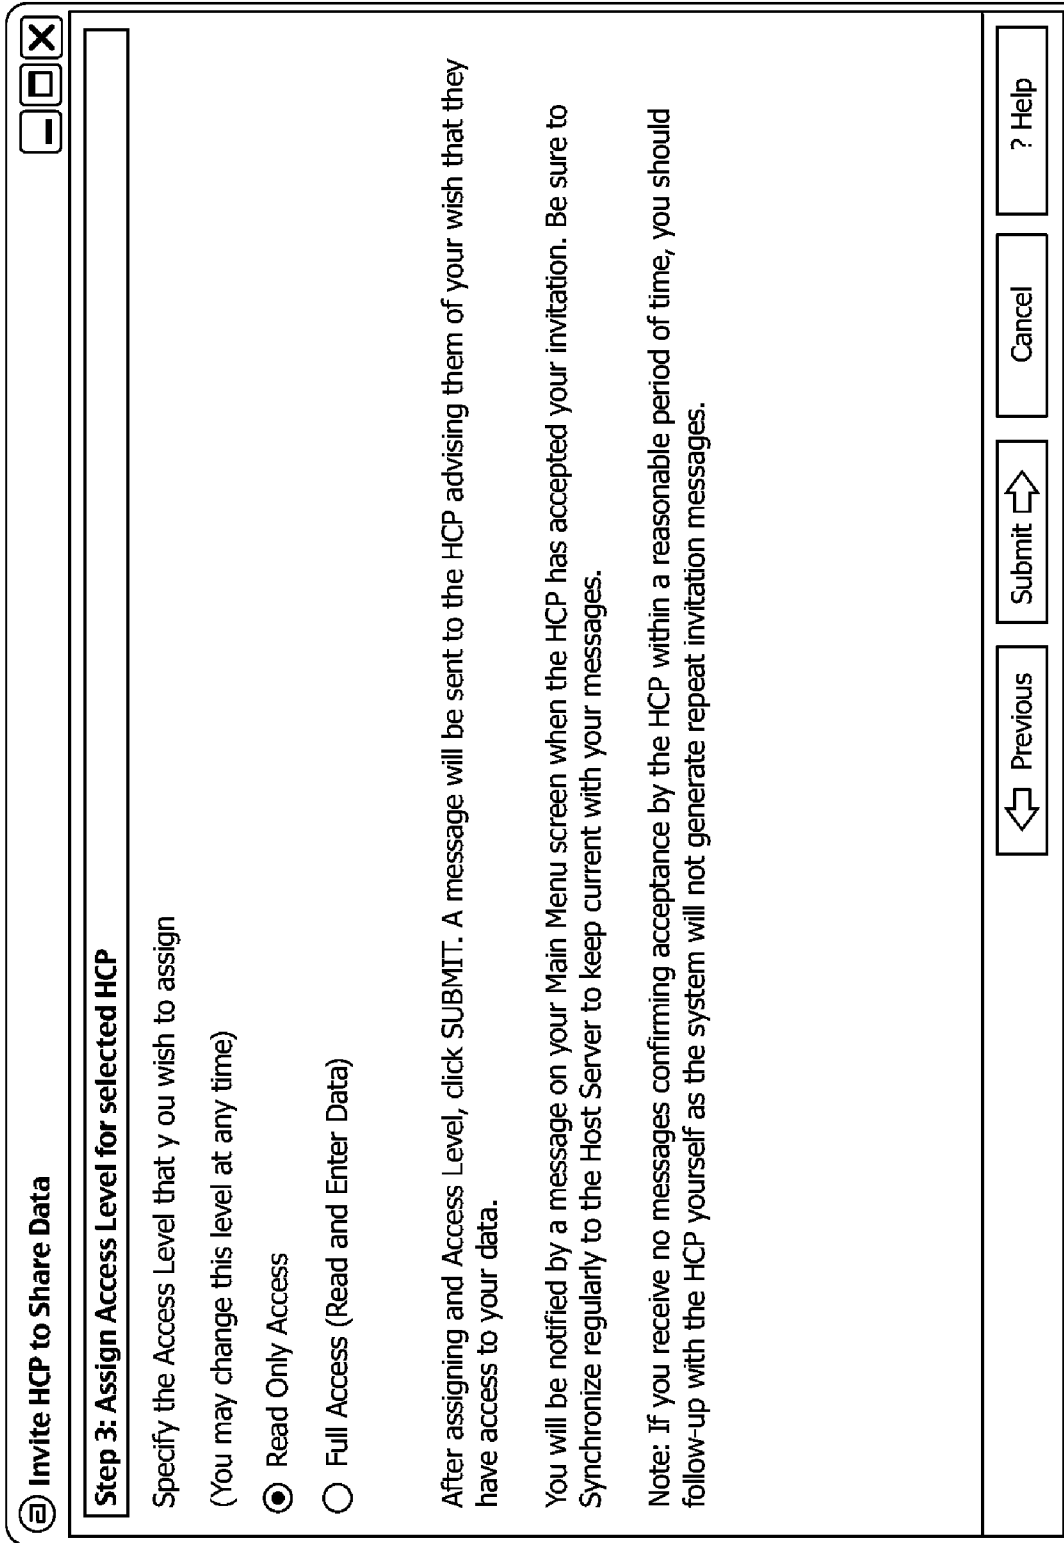 Invite HCP to Share Data
Step 3: Assign Access Level for selected HCP
Specify the Access Level that y ou wish to assign
(You may change this level at any time)
Read Only Access
Full Access (Read and Enter Data)
After assigning and Access Level, click SUBMIT. A message will be sent to the HCP advising them of your wish that they
have access to your data.
You will be notified by a message on your Main Menu screen when the HCP has accepted your invitation. Be sure to
Synchronize regularly to the Host Server to keep current with your messages.
Note: If you receive no messages confirming acceptance by the HCP within a reasonable period of time, you should
follow-up with the HCP yourself as the system will not generate repeat invitation messages.
Previous
Submit
Cancel
? Help